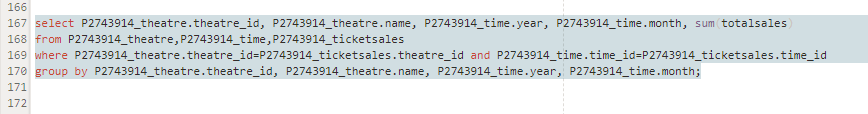 166
167 select P2743914_theatre.theatre_id, P2743914_theatre.name, P2743914_time.year, P2743914_time.month, sum(totalsales)
168 from P2743914_theatre,P2743914_time,P2743914_ticketsales
169 where P2743914_theatre.theatre_id=P2743914_ticketsales.theatre_id and P2743914_time.time_id=P2743914_ticketsales.time_id
170 group by P2743914_theatre.theatre_id, P2743914_theatre.name, P2743914_time.year, P2743914_time.month;
171
172